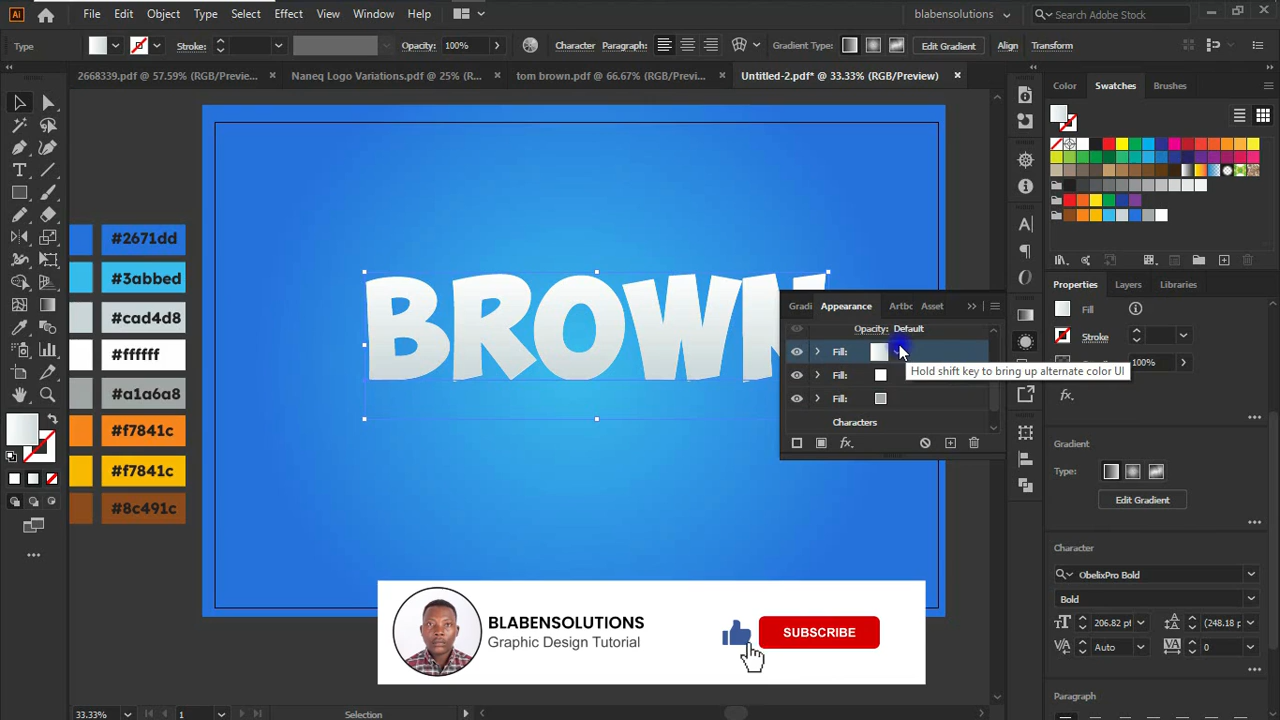 Ai File Edit Object Type Select Effect View Window Help blabensolutions Search Adobe Stock
Type Stroke: Opacity: 100% Character Paragraph: Gradient Type: Edit Gradient Align Transform
2668339.pdf @ 57.59% (RGB/Previe... Naneq Logo Variations.pdf @ 25% (R... tom brown.pdf @ 66.67% (RGB/Previ... Untitled-2.pdf* @ 33.33% (RGB/Preview)
Color Swatches Brushes
#2671dd
#3abbed
#cad4d8
#ffffff
#a1a6a8
#f7841c
#f7841c
#8c491c
BROWN
Gradi Appearance Artbc Asset
Opacity: Default
Fill:
Fill:
Fill:
Characters
fx.
Hold shift key to bring up alternate color UI
Properties Layers Libraries
Fill
Stroke
100%
fx.
Gradient
Type:
Edit Gradient
Character
ObelixPro Bold
Bold
206.82 pt (248.18 pt)
Auto 0
Paragraph
BLABENSOLUTIONS
Graphic Design Tutorial
SUBSCRIBE
33.33% 1 Selection